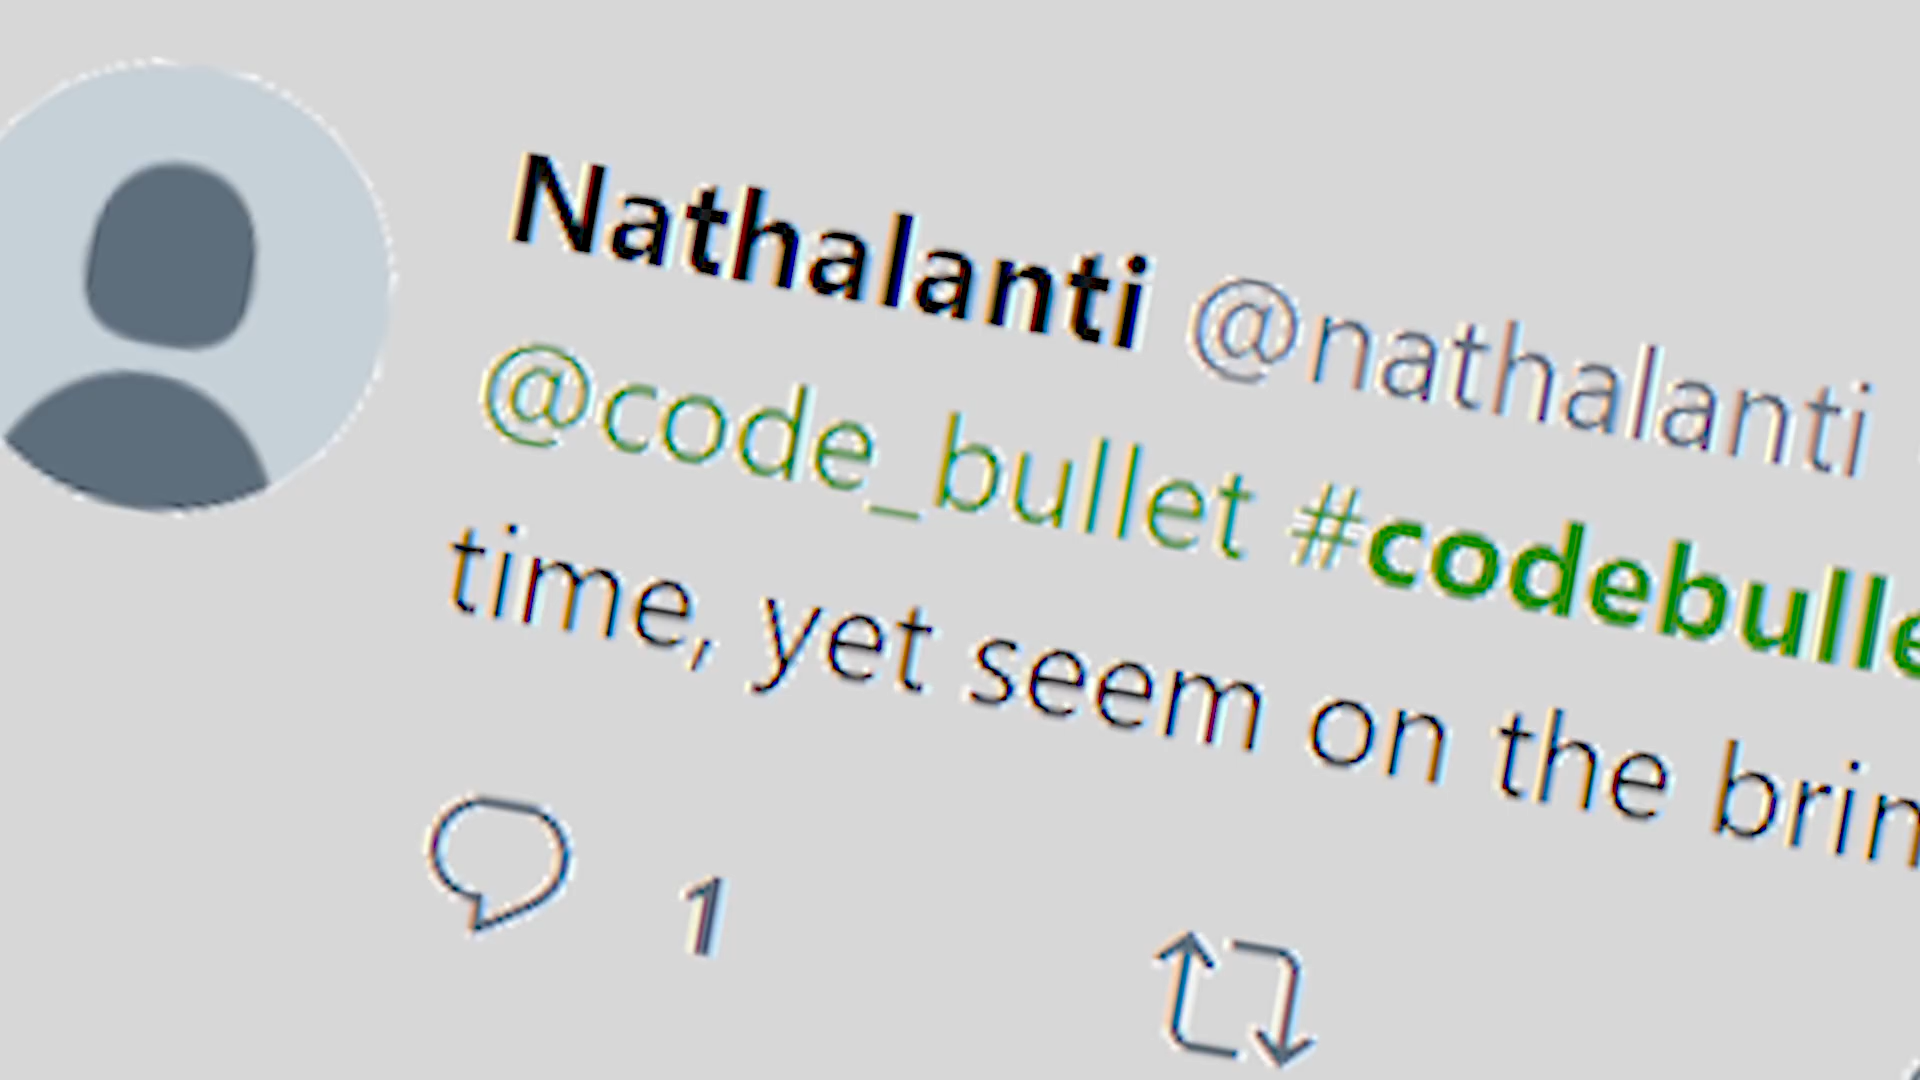 Nathalanti @nathalanti
@code_bullet #codebulle
time, yet seem on the brin
1